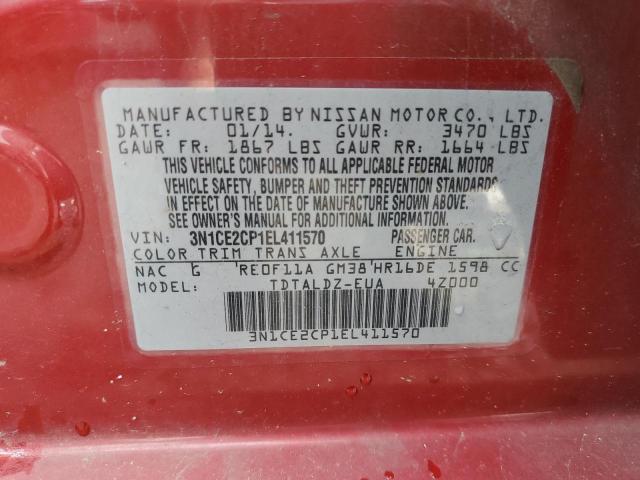 MANUFACTURED BY NISSAN MOTOR CO., LTD.
DATE: 01/14. GVWR: 3470 LBS
GAWR FR: 1867 LBS GAWR RR: 1664 LBS
THIS VEHICLE CONFORMS TO ALL APPLICABLE FEDERAL MOTOR
VEHICLE SAFETY, BUMPER AND THEFT PREVENTION STANDARDS
IN EFFECT ON THE DATE OF MANUFACTURE SHOWN ABOVE.
SEE OWNER'S MANUAL FOR ADDITIONAL INFORMATION.
VIN: 3N1CE2CP1EL411570 PASSENGER CAR.
COLOR TRIM TRANS AXLE ENGINE
NAC G RE0F11A GM38 HR16DE 1598 CC
MODEL: TDTALDZ-EUA 4Z000
3N1CE2CP1EL411570